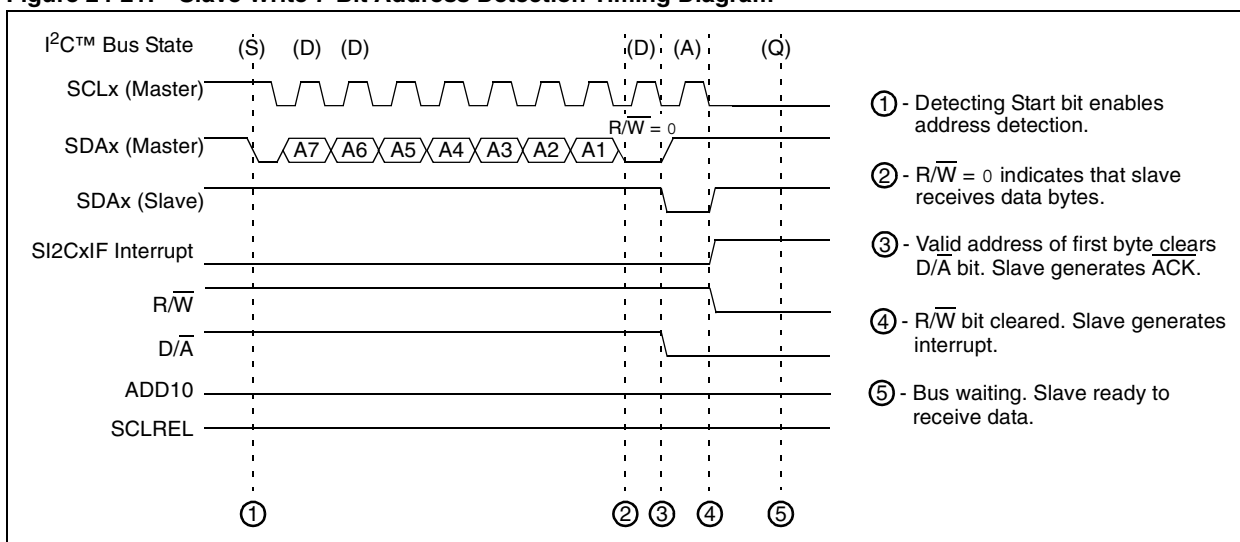 I²C™ Bus State (S) (D) (D) (D) (A) (Q)
SCLx (Master)
R/W̅ = 0
SDAx (Master) A7 A6 A5 A4 A3 A2 A1
SDAx (Slave)
SI2CxIF Interrupt
R/W̅
D/A̅
ADD10
SCLREL
1 2 3 4 5
1 - Detecting Start bit enables
address detection.
2 - R/W̅ = 0 indicates that slave
receives data bytes.
3 - Valid address of first byte clears
D/A̅ bit. Slave generates A̅C̅K̅.
4 - R/W̅ bit cleared. Slave generates
interrupt.
5 - Bus waiting. Slave ready to
receive data.